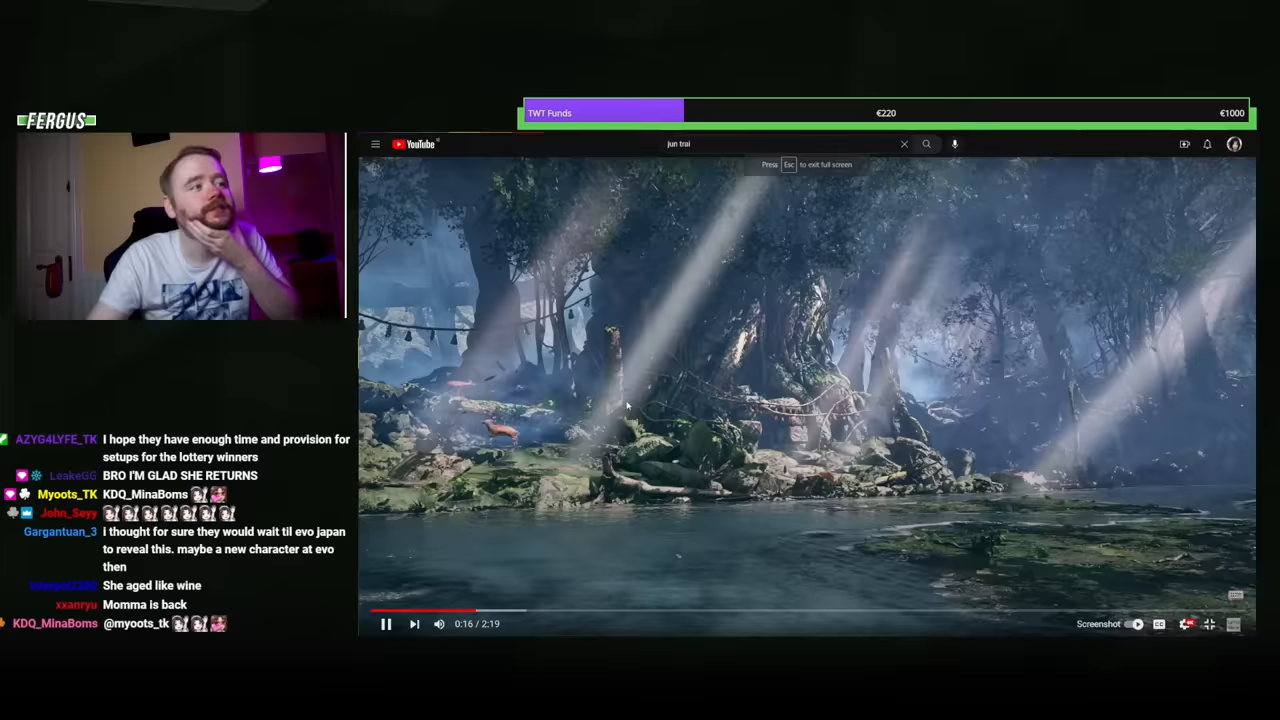 FERGUS
TWT Funds €220 €1000
YouTube
jun trai
Press Esc to exit full screen
AZYG4LYFE_TK I hope they have enough time and provision for
setups for the lottery winners
LeakeGG BRO I'M GLAD SHE RETURNS
Myoots_TK KDQ_MinaBoms
John_Seyy
Gargantuan_3 i thought for sure they would wait til evo japan
to reveal this. maybe a new character at evo
then
She aged like wine
xxanryu Momma is back
KDQ_MinaBoms @myoots_tk
0:16 / 2:19
Screenshot